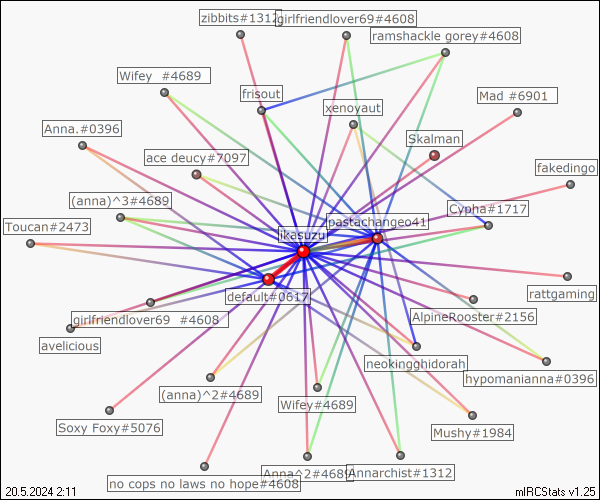 zibbits#1312
girlfriendlover69#4608
ramshackle gorey#4608
Wifey  #4689
frisout
xenoyaut
Mad #6901
Anna.#0396
ace deucy#7097
Skalman
fakedingo
(anna)^3#4689
Cypha#1717
Toucan#2473
pastachangeo41
ikasuzu
default#0617
rattgaming
girlfriendlover69  #4608
AlpineRooster#2156
avelicious
neokingghidorah
hypomanianna#0396
(anna)^2#4689
Wifey#4689
Soxy Foxy#5076
Mushy#1984
Anna^2#4689
Annarchist#1312
no cops no laws no hope#4608
20.5.2024 2:11
mIRCStats v1.25